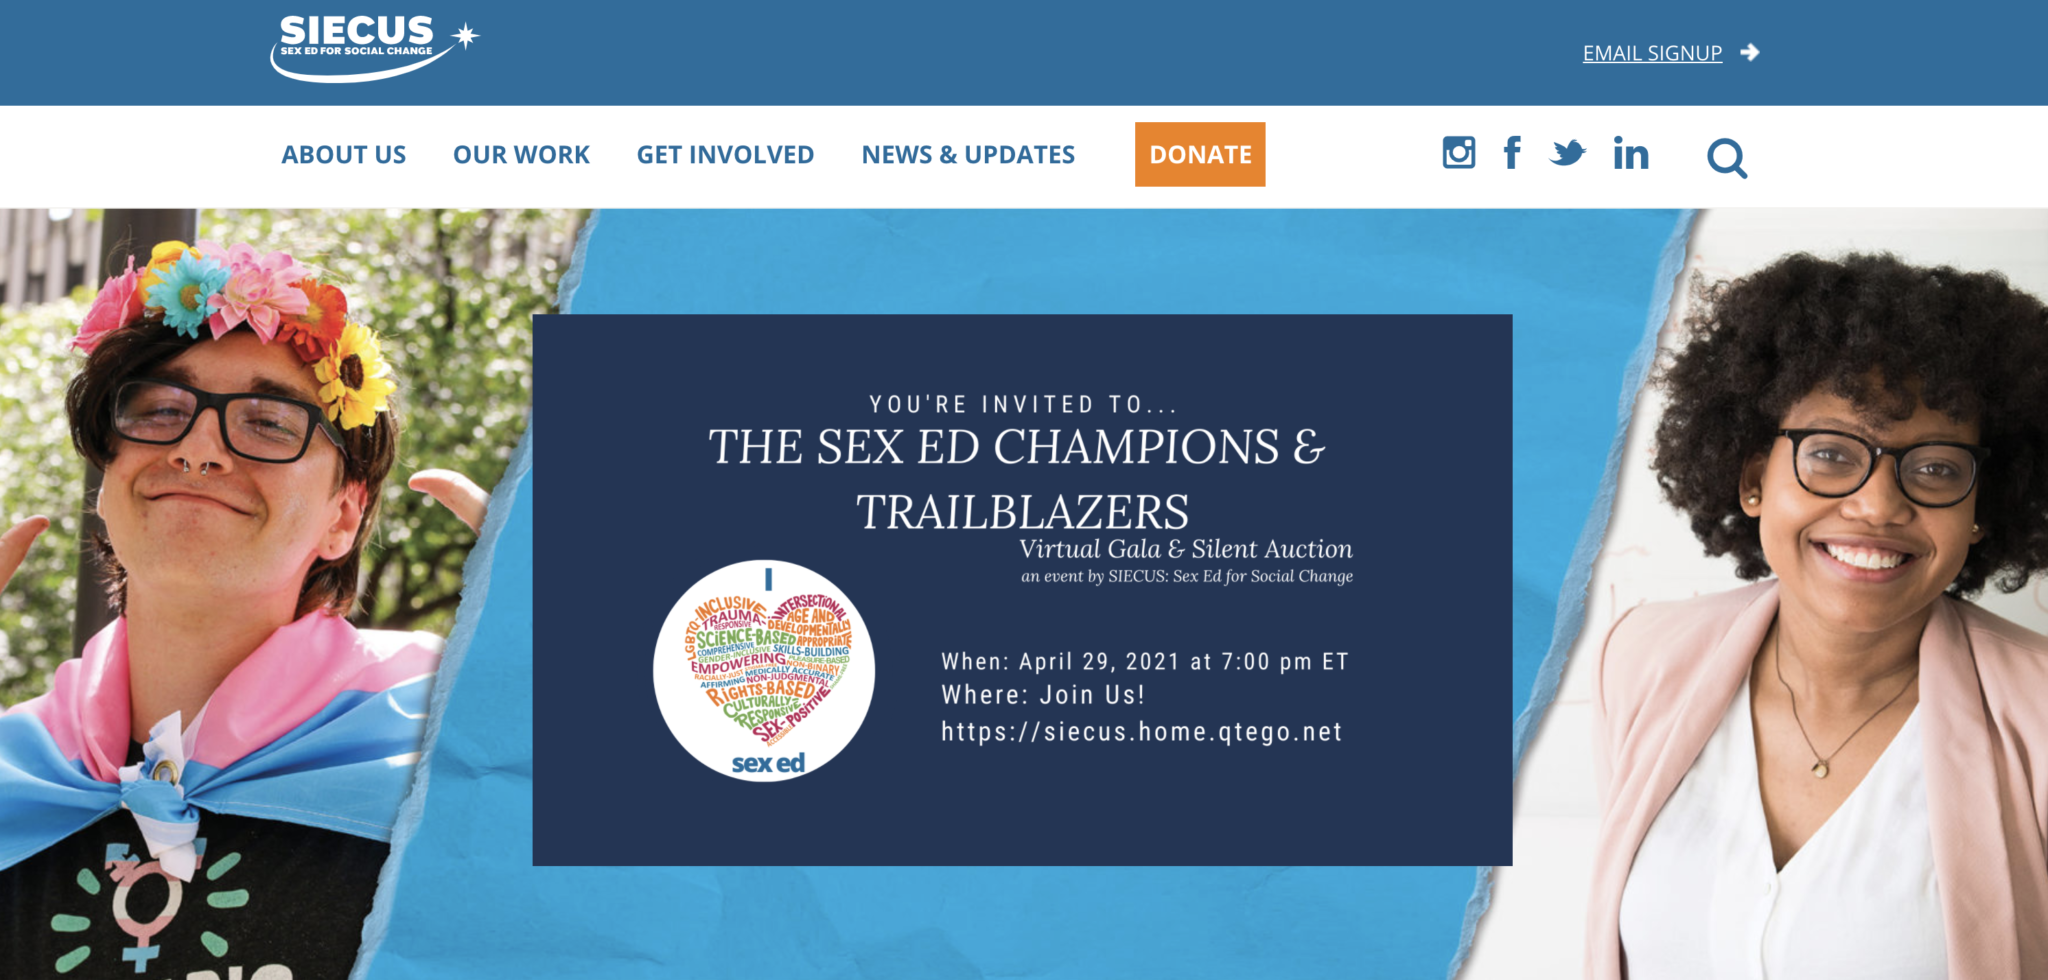 SIECUS
SEX ED FOR SOCIAL CHANGE
EMAIL SIGNUP
ABOUT US
OUR WORK
GET INVOLVED
NEWS & UPDATES
DONATE
YOU'RE INVITED TO...
THE SEX ED CHAMPIONS &
TRAILBLAZERS
Virtual Gala & Silent Auction
an event by SIECUS: Sex Ed for Social Change
When: April 29, 2021 at 7:00 pm ET
Where: Join Us!
https://siecus.home.qtego.net
I
LGBTQ-INCLUSIVE
INTERSECTIONAL
TRAUMA-
RESPONSIVE
AGE AND
DEVELOPMENTALLY
APPROPRIATE
SCIENCE-BASED
COMPREHENSIVE
SKILLS-BUILDING
GENDER-INCLUSIVE
PLEASURE-BASED
EMPOWERING
NON-BINARY
RACIALLY-JUST
MEDICALLY ACCURATE
AFFIRMING
NON-JUDGMENTAL
RIGHTS-BASED
CULTURALLY-
RESPONSIVE
SEX-POSITIVE
ACCESSIBLE
sex ed